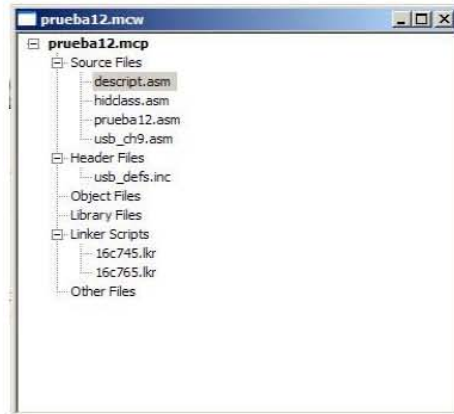 prueba12.mcw
prueba12.mcp
Source Files
descript.asm
hidclass.asm
prueba12.asm
usb_ch9.asm
Header Files
usb_defs.inc
Object Files
Library Files
Linker Scripts
16c745.lkr
16c765.lkr
Other Files